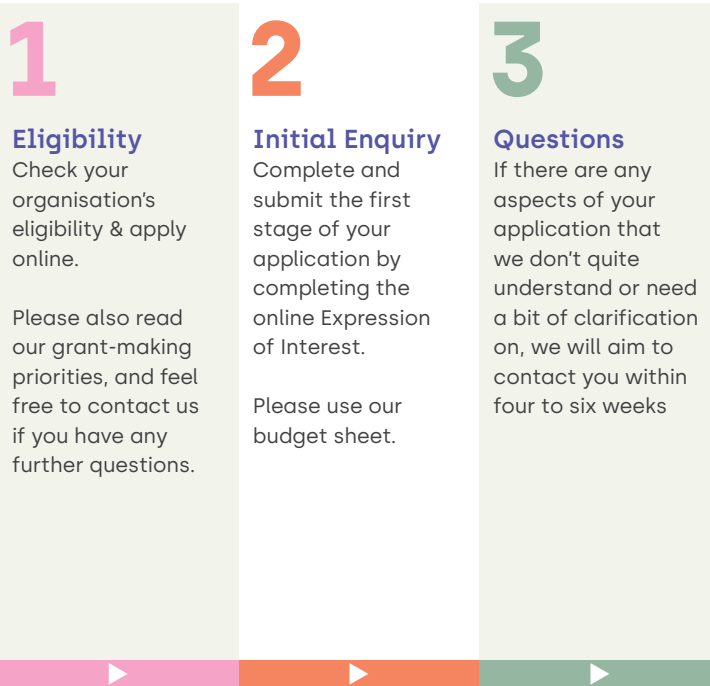 1
Eligibility
Check your
organisation's
eligibility & apply
online.
Please also read
our grant-making
priorities, and feel
free to contact us
if you have any
further questions.
2
Initial Enquiry
Complete and
submit the first
stage of your
application by
completing the
online Expression
of Interest.
Please use our
budget sheet.
3
Questions
If there are any
aspects of your
application that
we don't quite
understand or need
a bit of clarification
on, we will aim to
contact you within
four to six weeks